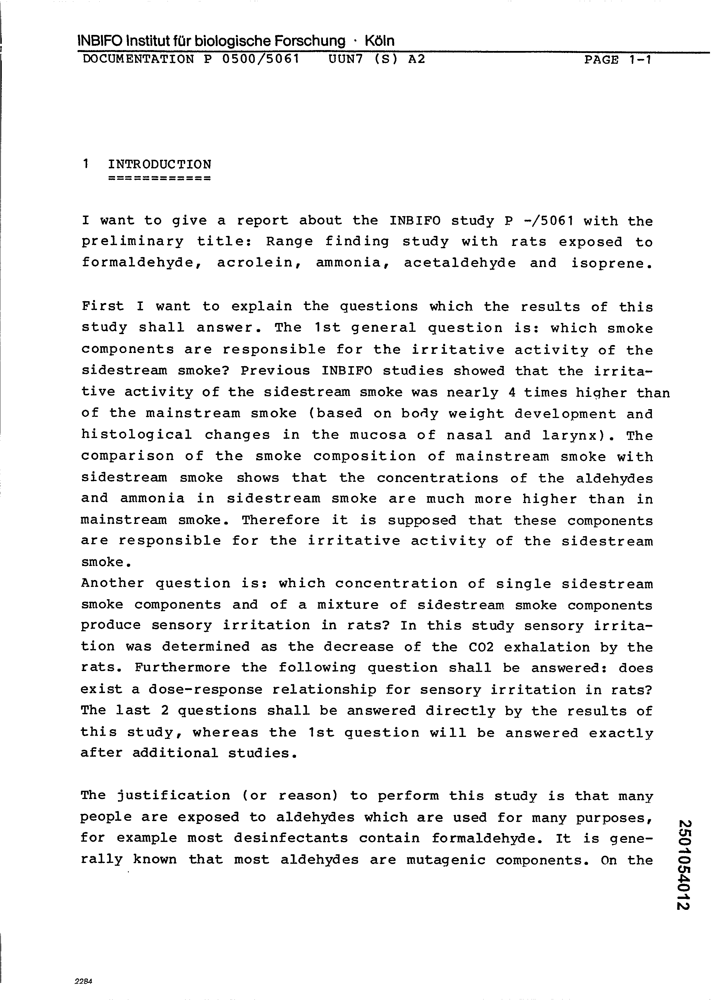 INBIFO Institut für biologische Forschung · Köln
DOCUMENTATION P 0500/5061 UUN7 (S) A2 PAGE 1-1
1 INTRODUCTION
============
I want to give a report about the INBIFO study P -/5061 with the
preliminary title: Range finding study with rats exposed to
formaldehyde, acrolein, ammonia, acetaldehyde and isoprene.
First I want to explain the questions which the results of this
study shall answer. The 1st general question is: which smoke
components are responsible for the irritative activity of the
sidestream smoke? Previous INBIFO studies showed that the irrita-
tive activity of the sidestream smoke was nearly 4 times higher than
of the mainstream smoke (based on body weight development and
histological changes in the mucosa of nasal and larynx). The
comparison of the smoke composition of mainstream smoke with
sidestream smoke shows that the concentrations of the aldehydes
and ammonia in sidestream smoke are much more higher than in
mainstream smoke. Therefore it is supposed that these components
are responsible for the irritative activity of the sidestream
smoke.
Another question is: which concentration of single sidestream
smoke components and of a mixture of sidestream smoke components
produce sensory irritation in rats? In this study sensory irrita-
tion was determined as the decrease of the CO2 exhalation by the
rats. Furthermore the following question shall be answered: does
exist a dose-response relationship for sensory irritation in rats?
The last 2 questions shall be answered directly by the results of
this study, whereas the 1st question will be answered exactly
after additional studies.
The justification (or reason) to perform this study is that many
people are exposed to aldehydes which are used for many purposes,
for example most desinfectants contain formaldehyde. It is gene-
rally known that most aldehydes are mutagenic components. On the
2501054012
2284